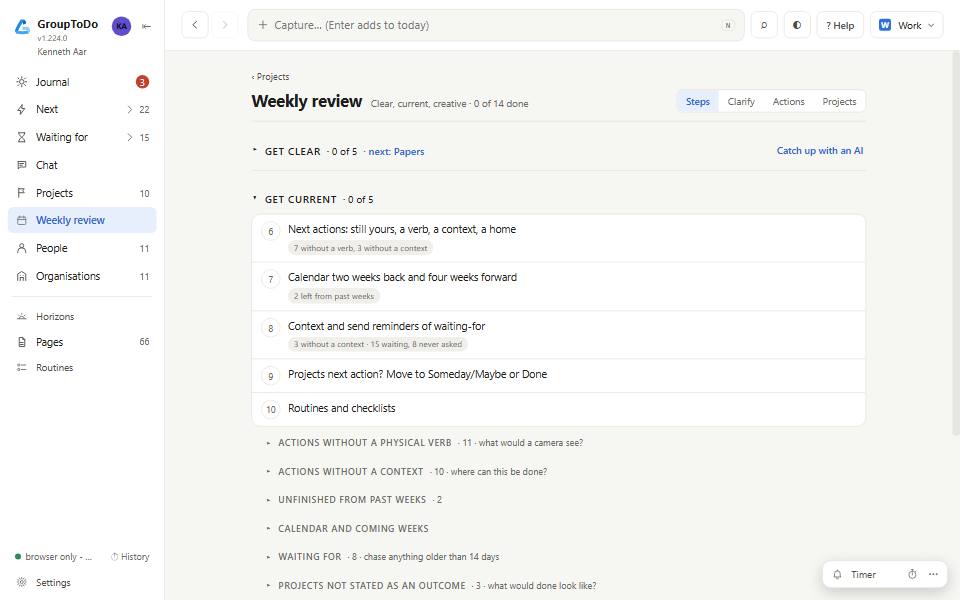 GroupToDo
KA
v1.224.0
Kenneth Aar
Journal 3
Next 22
Waiting for 15
Chat
Projects 10
Weekly review
People 11
Organisations 11
Horizons
Pages 66
Routines
browser only - ...
History
Settings
Capture... (Enter adds to today) N
? Help
W Work
‹ Projects
Weekly review Clear, current, creative · 0 of 14 done
Steps Clarify Actions Projects
GET CLEAR · 0 of 5 · next: Papers
Catch up with an AI
GET CURRENT · 0 of 5
6 Next actions: still yours, a verb, a context, a home
7 without a verb, 3 without a context
7 Calendar two weeks back and four weeks forward
2 left from past weeks
8 Context and send reminders of waiting-for
3 without a context · 15 waiting, 8 never asked
9 Projects next action? Move to Someday/Maybe or Done
10 Routines and checklists
ACTIONS WITHOUT A PHYSICAL VERB · 11 · what would a camera see?
ACTIONS WITHOUT A CONTEXT · 10 · where can this be done?
UNFINISHED FROM PAST WEEKS · 2
CALENDAR AND COMING WEEKS
WAITING FOR · 8 · chase anything older than 14 days
PROJECTS NOT STATED AS AN OUTCOME · 3 · what would done look like?
Timer